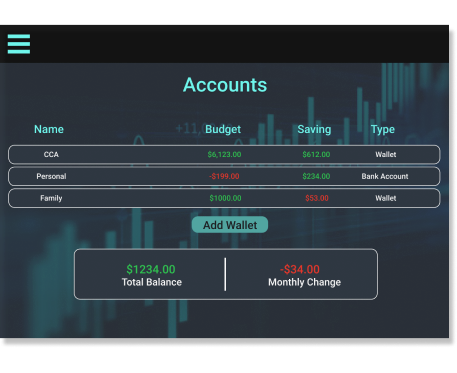 Accounts
Name Budget Saving Type
CCA $6,123.00 $612.00 Wallet
Personal -$199.00 $234.00 Bank Account
Family $1000.00 $53.00 Wallet
Add Wallet
$1234.00 -$34.00
Total Balance Monthly Change